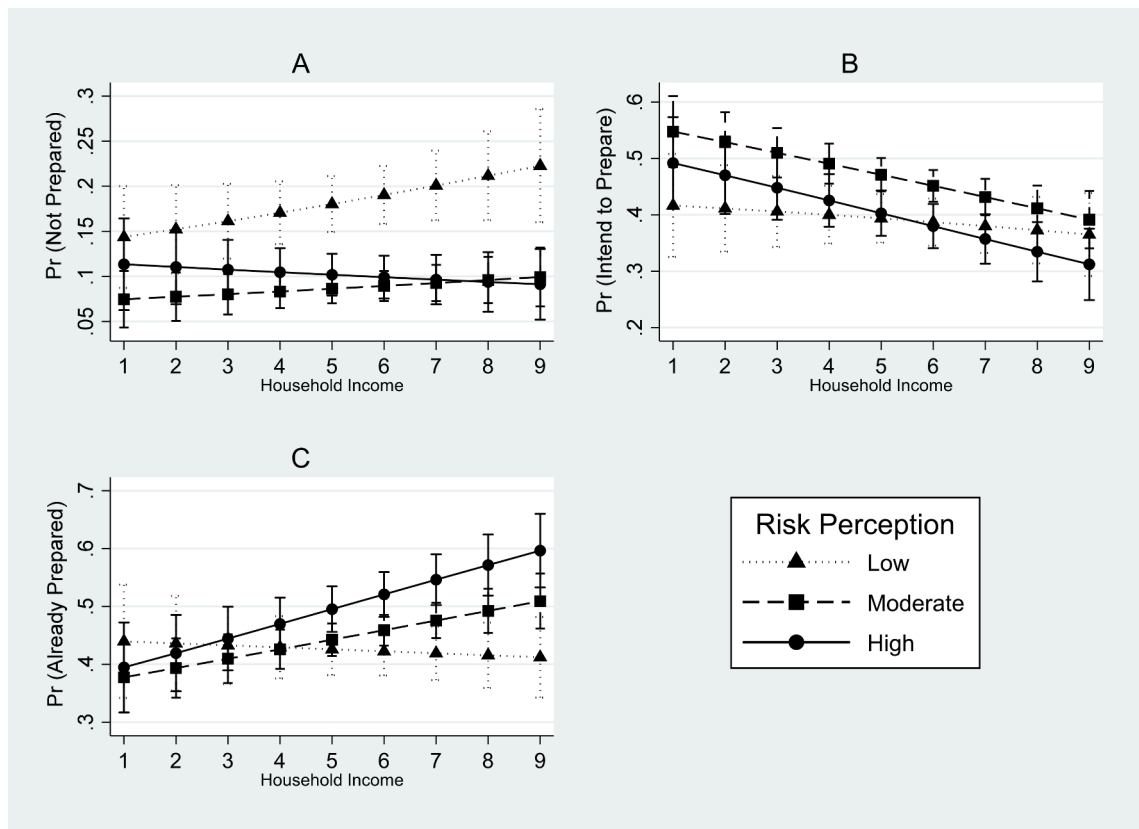 A
Pr (Not Prepared)
.3
.25
.2
.15
.1
.05
1 2 3 4 5 6 7 8 9
Household Income
B
Pr (Intend to Prepare)
.6
.5
.4
.3
.2
1 2 3 4 5 6 7 8 9
Household Income
C
Pr (Already Prepared)
.7
.6
.5
.4
.3
1 2 3 4 5 6 7 8 9
Household Income
Risk Perception
Low
Moderate
High